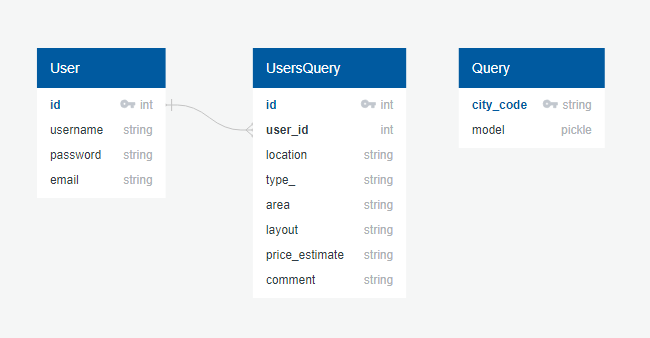 User
id int
username string
password string
email string
UsersQuery
id int
user_id int
location string
type_ string
area string
layout string
price_estimate string
comment string
Query
city_code string
model pickle